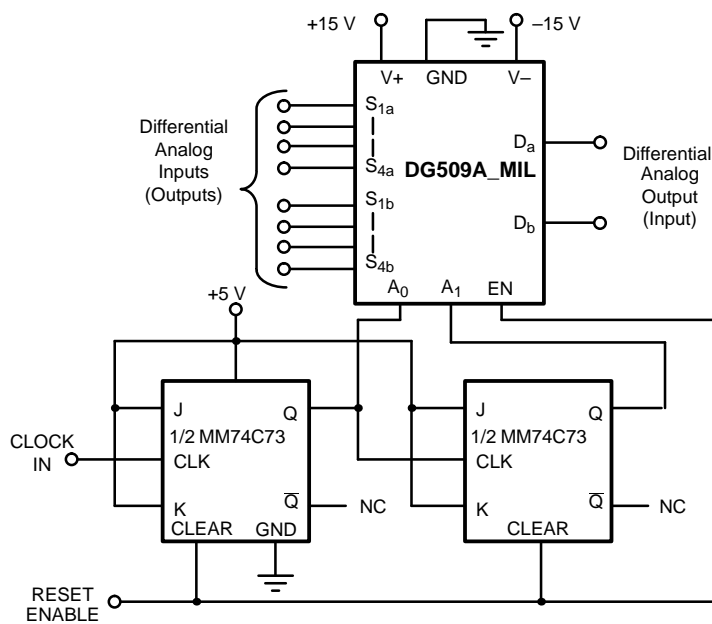 +15 V
–15 V
V+ GND V–
Differential
Analog
Inputs
(Outputs)
S1a
S4a
S1b
S4b
DG509A_MIL
Da
Db
Differential
Analog
Output
(Input)
A0 A1 EN
+5 V
J Q
1/2 MM74C73
CLOCK
IN
CLK
K Q
NC
CLEAR GND
J Q
1/2 MM74C73
CLK
K Q
NC
CLEAR
RESET
ENABLE